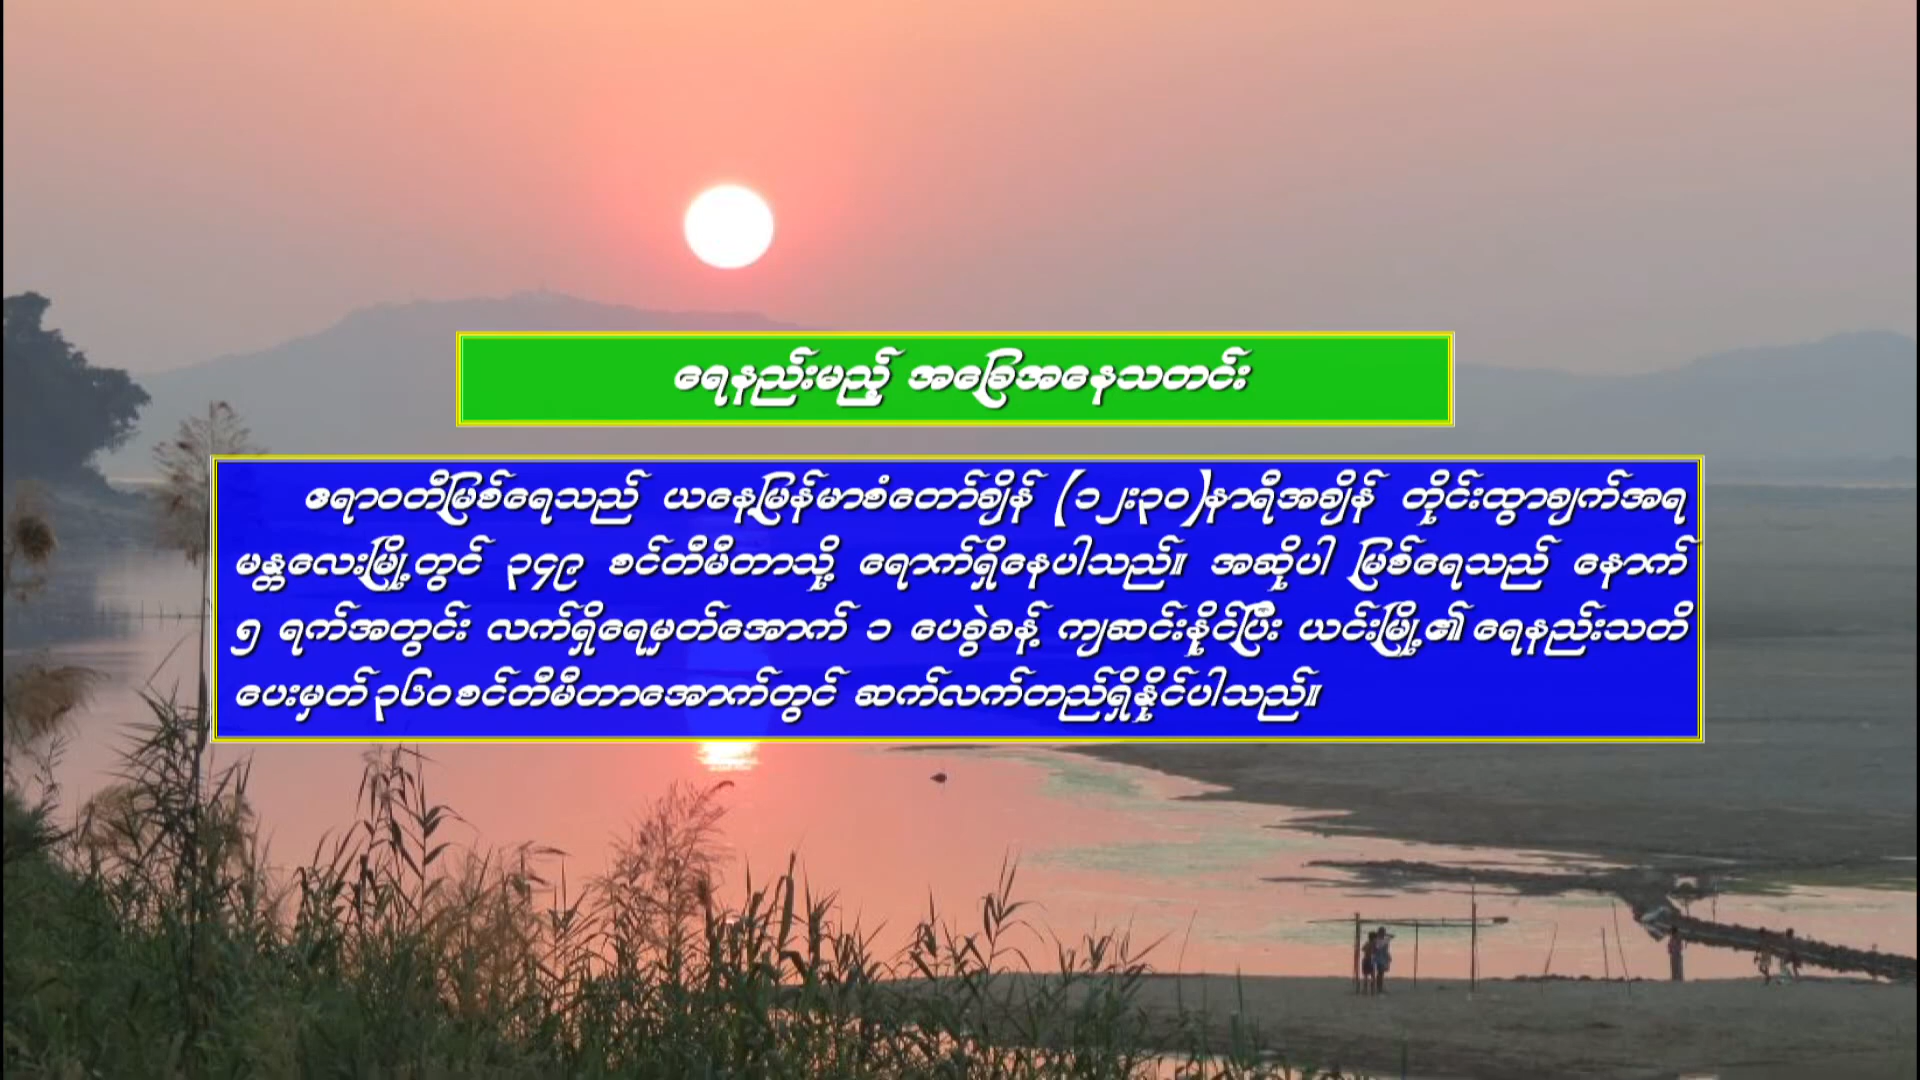 ရေနည်းမည့် အခြေအနေသတင်း
ဧရာဝတီမြစ်ရေသည် ယနေ့မြန်မာစံတော်ချိန် (၁၂း၃၀)နာရီအချိန် တိုင်းထွာချက်အရ
မန္တလေးမြို့တွင် ၃၄၉ စင်တီမီတာသို့ ရောက်ရှိနေပါသည်။ အဆိုပါ မြစ်ရေသည် နောက်
၅ ရက်အတွင်း လက်ရှိရေမှတ်အောက် ၁ ပေခွဲခန့် ကျဆင်းနိုင်ပြီး ယင်းမြို့၏ ရေနည်းသတိ
ပေးမှတ် ၃၆၀ စင်တီမီတာအောက်တွင် ဆက်လက်တည်ရှိနိုင်ပါသည်။